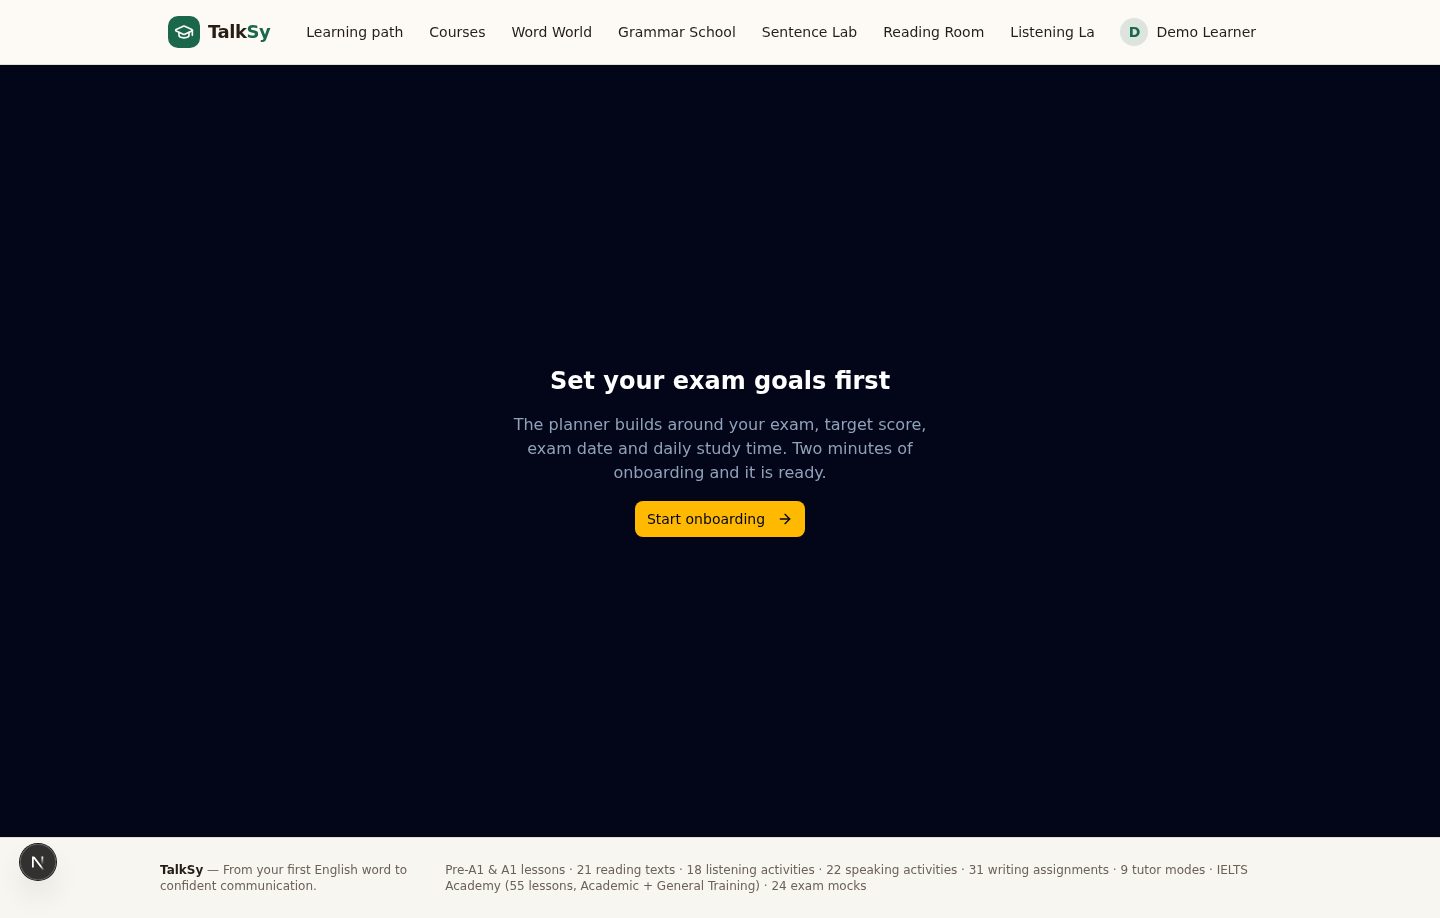 TalkSy
Learning path
Courses
Word World
Grammar School
Sentence Lab
Reading Room
Listening La
D
Demo Learner
Set your exam goals first
The planner builds around your exam, target score,
exam date and daily study time. Two minutes of
onboarding and it is ready.
Start onboarding
N
TalkSy — From your first English word to
confident communication.
Pre-A1 & A1 lessons · 21 reading texts · 18 listening activities · 22 speaking activities · 31 writing assignments · 9 tutor modes · IELTS
Academy (55 lessons, Academic + General Training) · 24 exam mocks